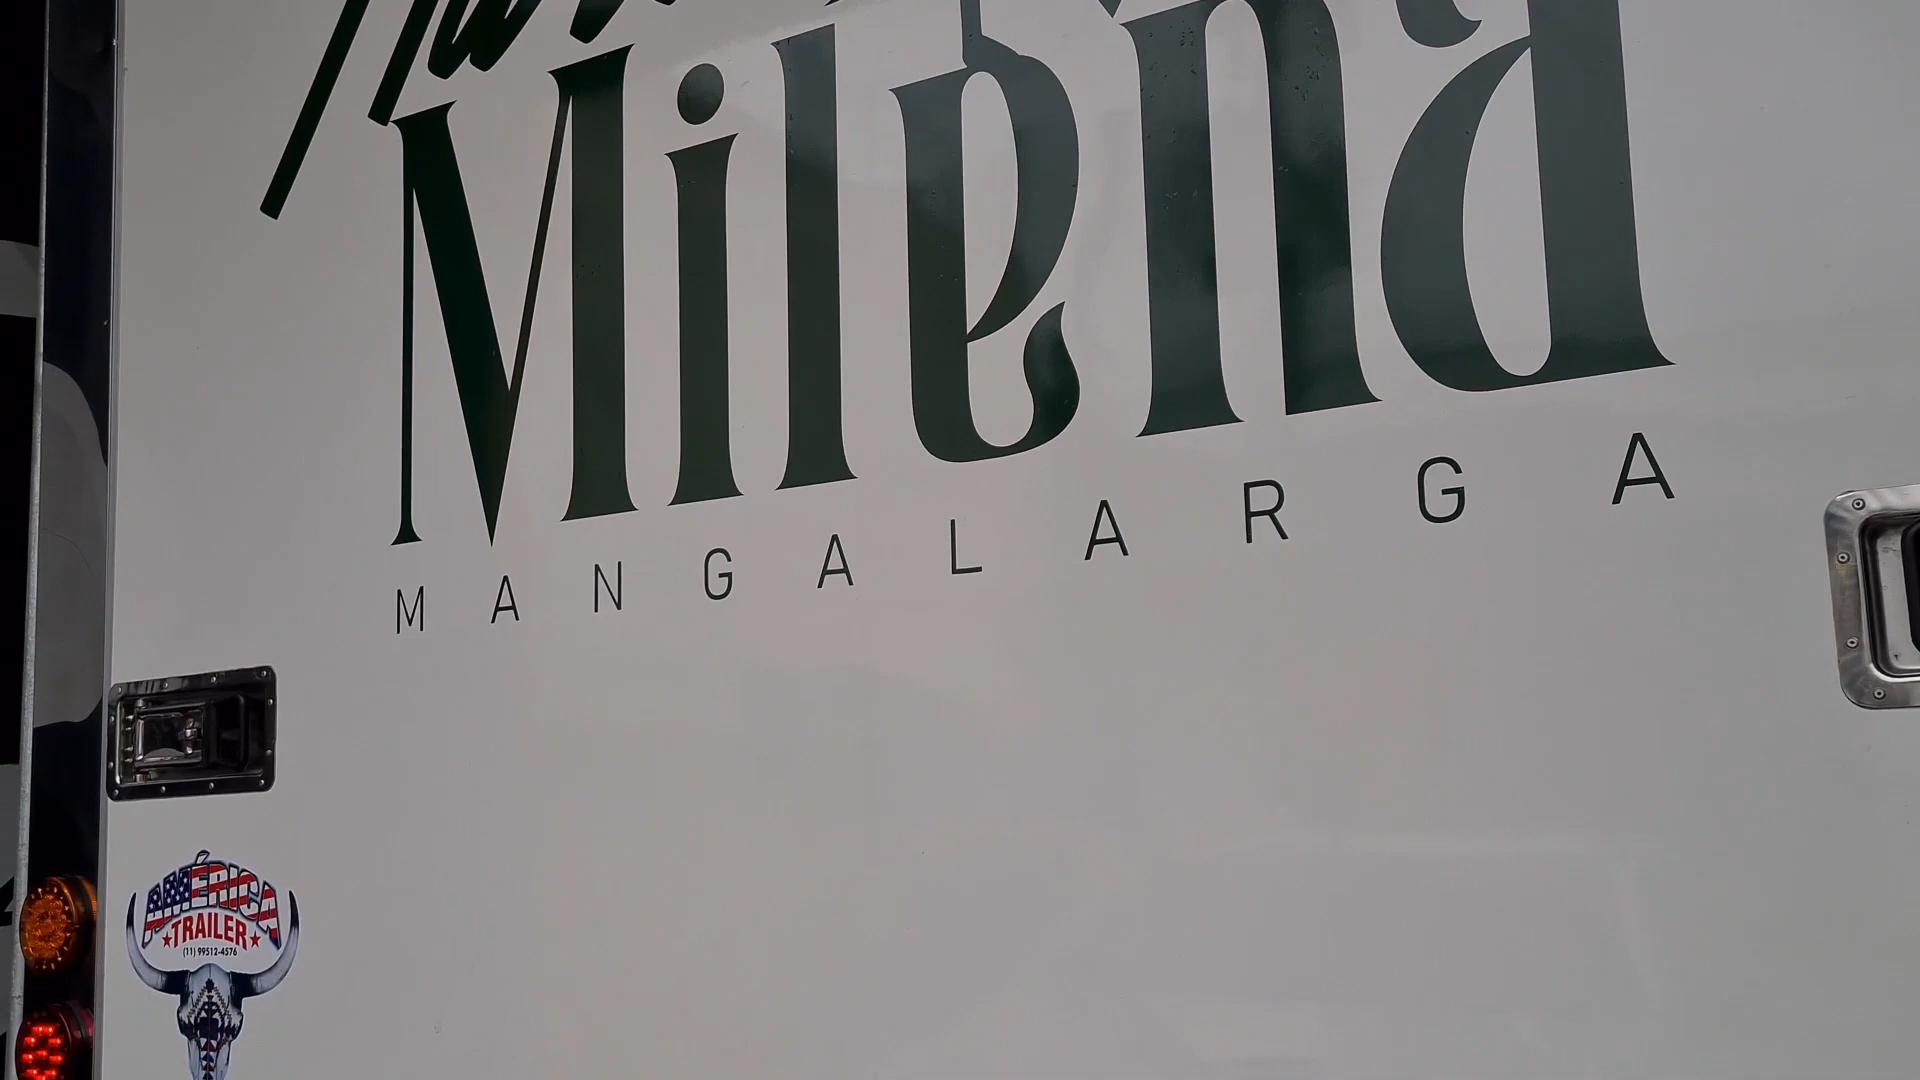 Milena
MANGALARGA
AMÉRICA
TRAILER
(11) 99512-4576